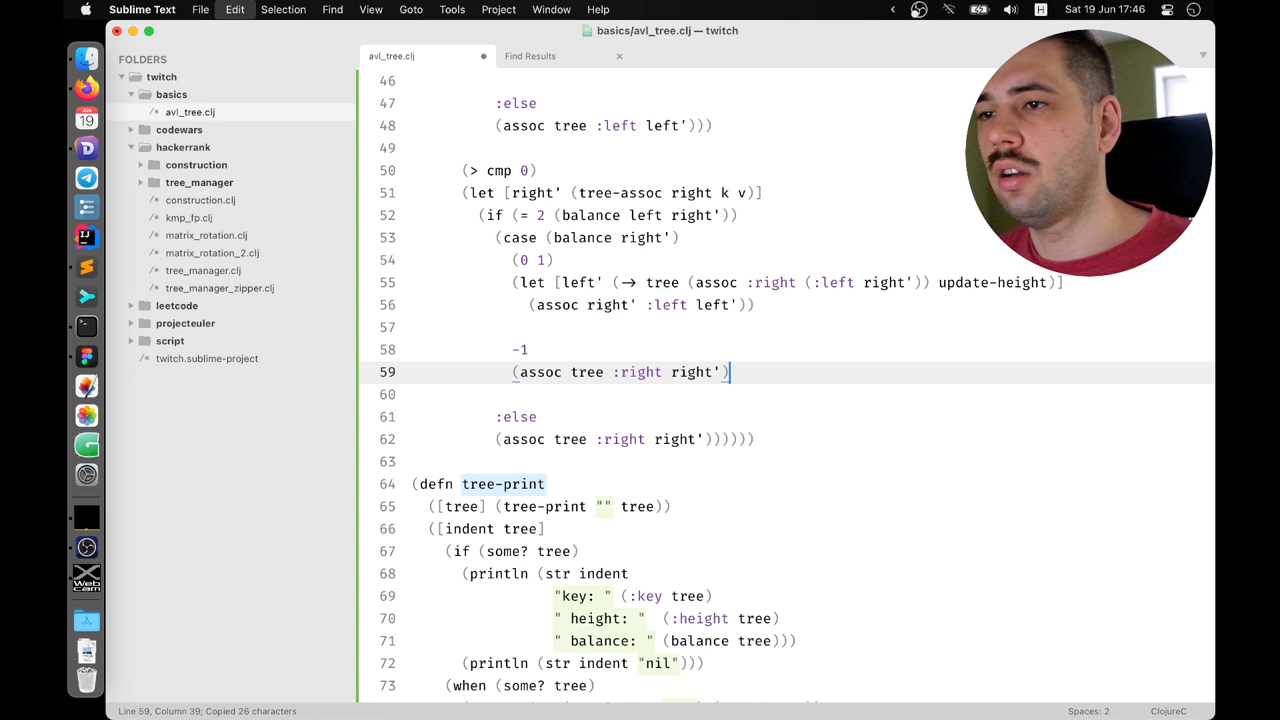 Sublime Text File Edit Selection Find View Goto Tools Project Window Help
H Sat 19 Jun 17:46
basics/avl_tree.clj — twitch
FOLDERS
twitch
basics
/* avl_tree.clj
codewars
hackerrank
construction
tree_manager
/* construction.clj
/* kmp_fp.clj
/* matrix_rotation.clj
/* matrix_rotation_2.clj
/* tree_manager.clj
/* tree_manager_zipper.clj
leetcode
projecteuler
script
/* twitch.sublime-project
JUN
19
IJ
Webcam
avl_tree.clj
Find Results
46
47 :else
48 (assoc tree :left left')))
49
50 (> cmp 0)
51 (let [right' (tree-assoc right k v)]
52 (if (= 2 (balance left right'))
53 (case (balance right')
54 (0 1)
55 (let [left' (-> tree (assoc :right (:left right')) update-height)]
56 (assoc right' :left left'))
57
58 -1
59 (assoc tree :right right')
60
61 :else
62 (assoc tree :right right'))))))
63
64 (defn tree-print
65 ([tree] (tree-print "" tree))
66 ([indent tree]
67 (if (some? tree)
68 (println (str indent
69 "key: " (:key tree)
70 " height: " (:height tree)
71 " balance: " (balance tree)))
72 (println (str indent "nil")))
73 (when (some? tree)
Line 59, Column 39; Copied 26 characters
Spaces: 2
ClojureC